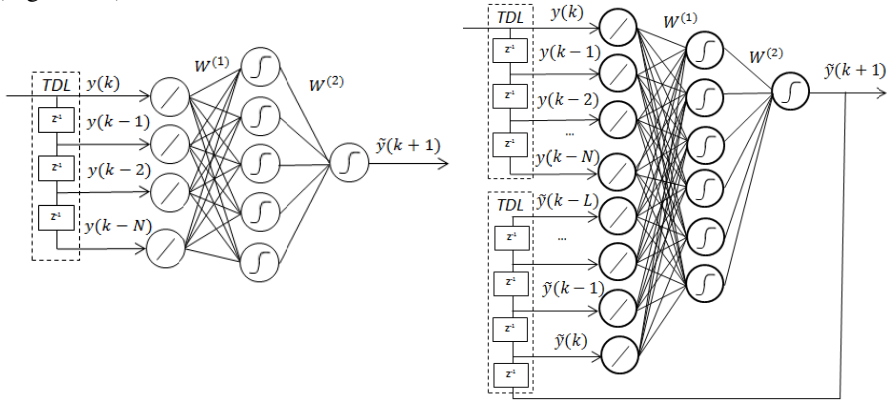 TDL
y(k)
z⁻¹
y(k − 1)
z⁻¹
y(k − 2)
z⁻¹
y(k − N)
W⁽¹⁾
W⁽²⁾
ỹ(k + 1)
TDL
y(k)
z⁻¹
y(k − 1)
z⁻¹
y(k − 2)
...
z⁻¹
y(k − N)
TDL
ỹ(k − L)
z⁻¹
...
z⁻¹
ỹ(k − 1)
z⁻¹
ỹ(k)
z⁻¹
W⁽¹⁾
W⁽²⁾
ỹ(k + 1)